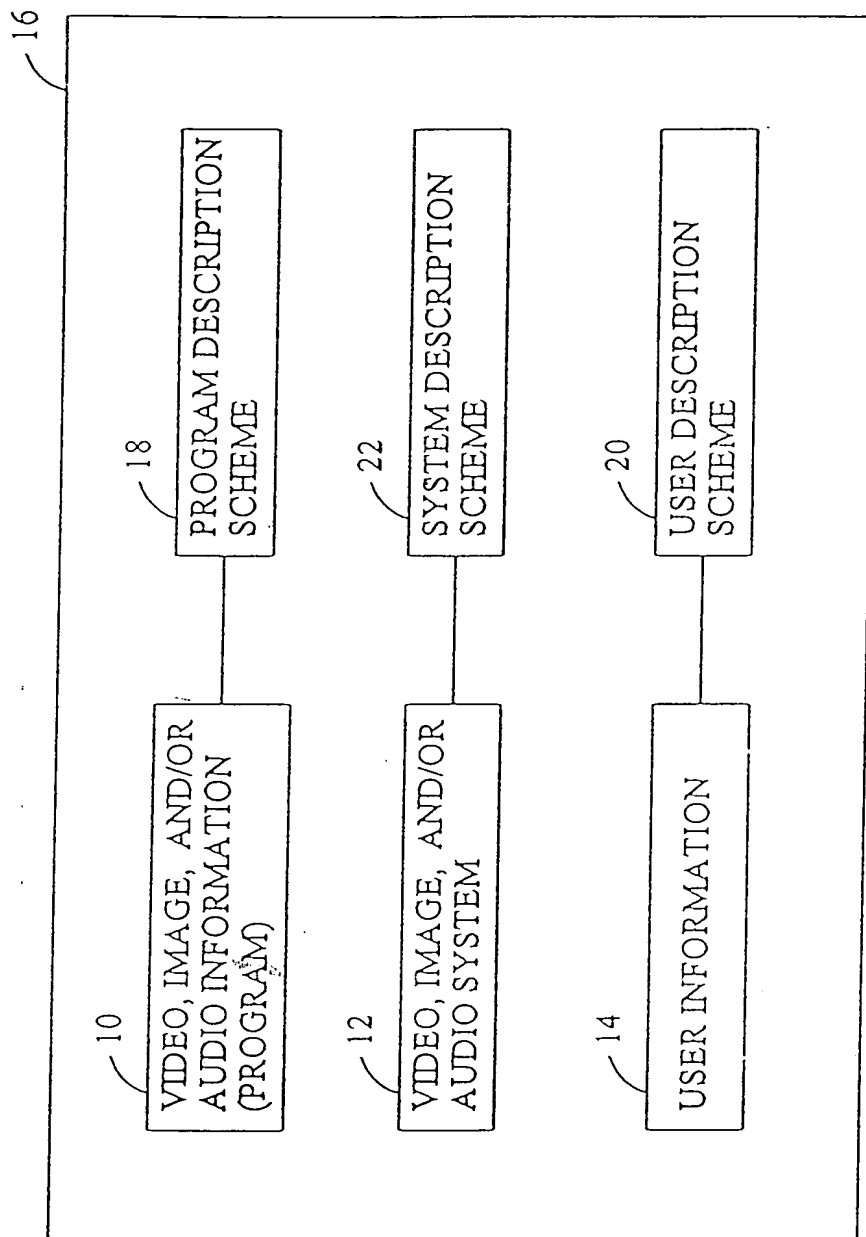 16
10
VIDEO, IMAGE, AND/OR
AUDIO INFORMATION
(PROGRAM)
18
PROGRAM DESCRIPTION
SCHEME
12
VIDEO, IMAGE, AND/OR
AUDIO SYSTEM
22
SYSTEM DESCRIPTION
SCHEME
14
USER INFORMATION
20
USER DESCRIPTION
SCHEME